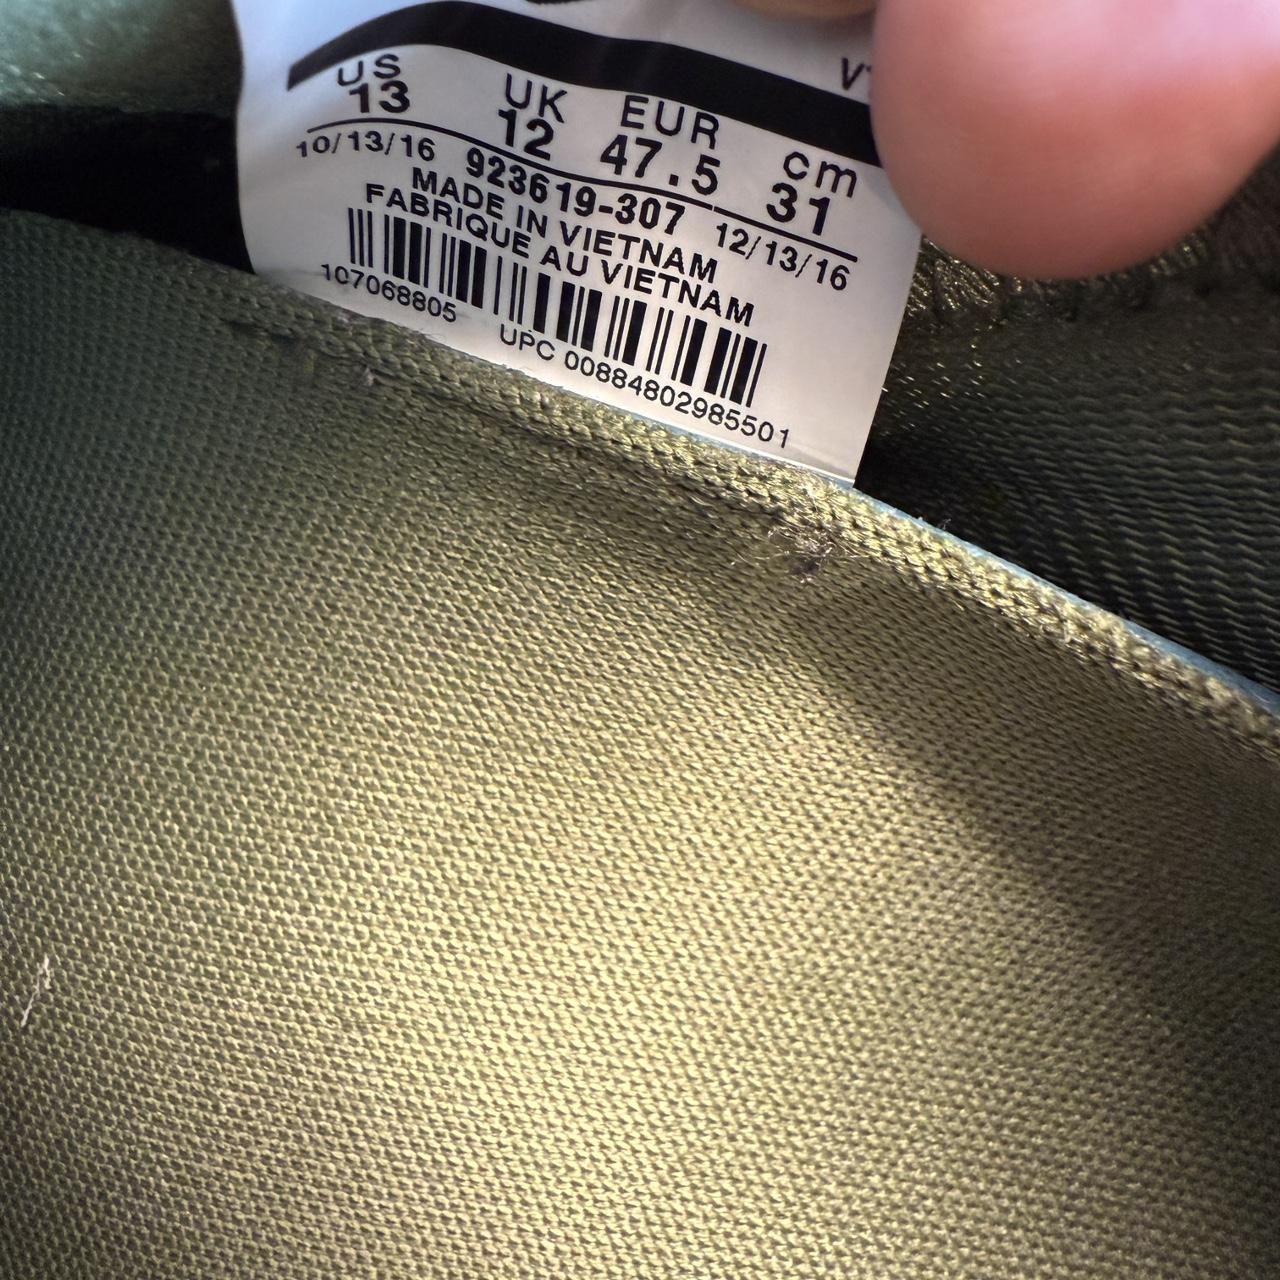 US UK EUR cm
13 12 47.5 31
10/13/16 923619-307 12/13/16
MADE IN VIETNAM
FABRIQUE AU VIETNAM
107068805 UPC 00884802985501